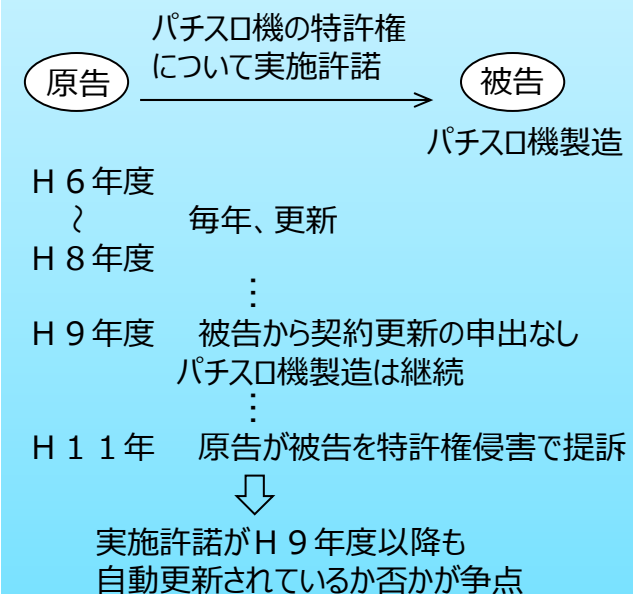 パチスロ機の特許権
について実施許諾
原告
被告
パチスロ機製造
H6年度
～ 毎年、更新
H8年度
…
H9年度 被告から契約更新の申出なし
パチスロ機製造は継続
…
H11年 原告が被告を特許権侵害で提訴
実施許諾がH9年度以降も
自動更新されているか否かが争点